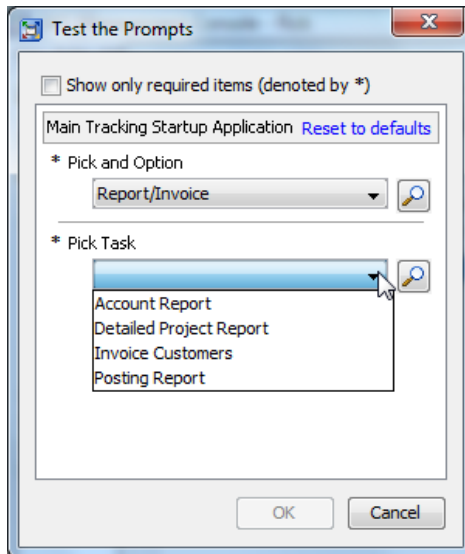 Test the Prompts
Show only required items (denoted by *)
Main Tracking Startup Application Reset to defaults
* Pick and Option
Report/Invoice
* Pick Task
Account Report
Detailed Project Report
Invoice Customers
Posting Report
OK Cancel